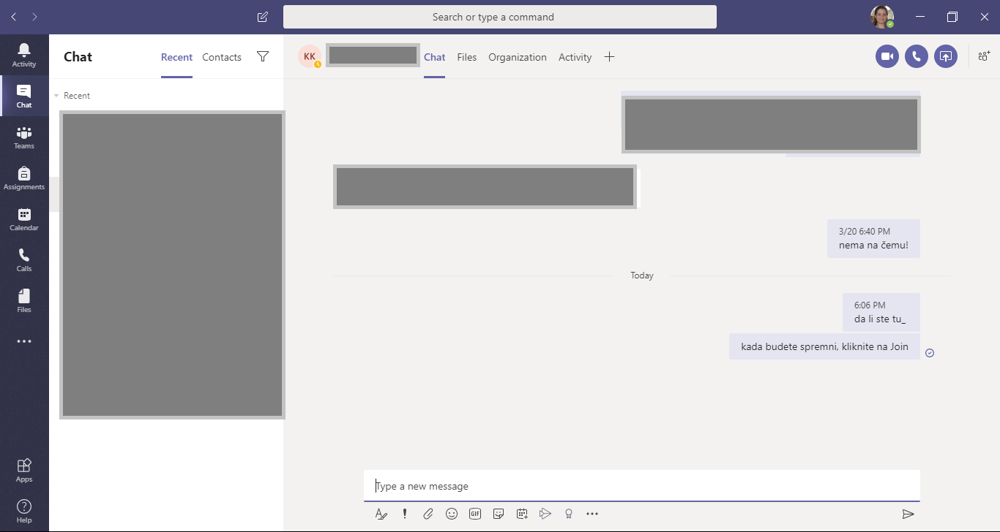 Search or type a command
Activity
Chat
Teams
Assignments
Calendar
Calls
Files
Apps
Help
Chat
Recent
Contacts
Recent
KK
Chat
Files
Organization
Activity
3/20 6:40 PM
nema na čemu!
Today
6:06 PM
da li ste tu_
kada budete spremni, kliknite na Join
Type a new message
GIF